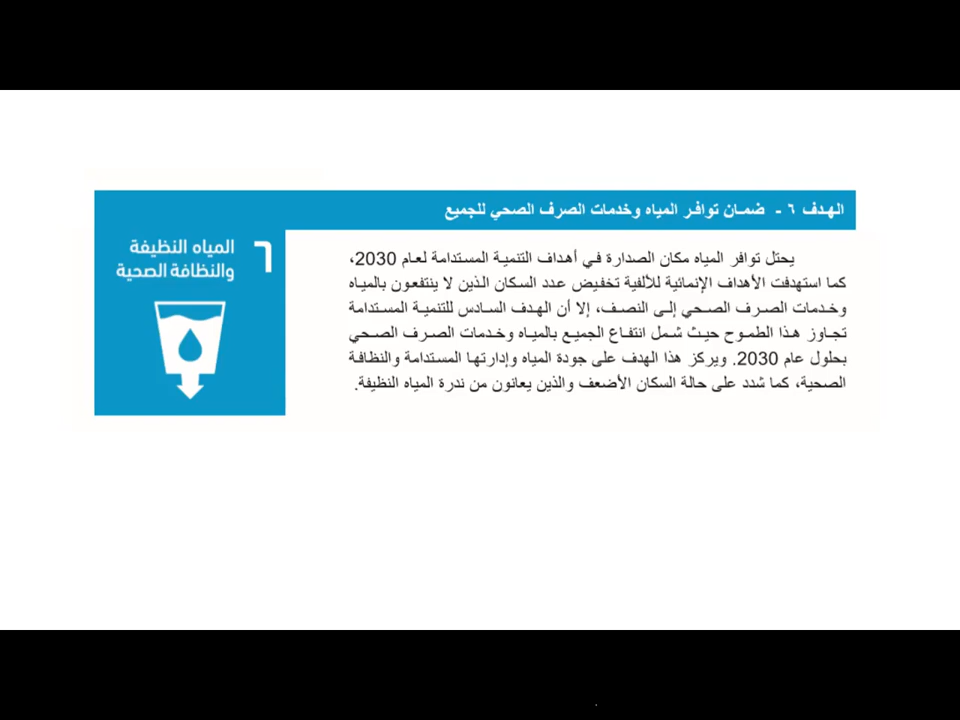 الهدف ٦ - ضمان توافر المياه وخدمات الصرف الصحي للجميع
٦ المياه النظيفة
والنظافة الصحية
يحتل توافر المياه مكان الصدارة في أهداف التنمية المستدامة لعام 2030،
كما استهدفت الأهداف الإنمائية للألفية تخفيض عدد السكان الذين لا ينتفعون بالمياه
وخدمات الصرف الصحي إلى النصف، إلا أن الهدف السادس للتنمية المستدامة
تجاوز هذا الطموح حيث شمل انتفاع الجميع بالمياه وخدمات الصرف الصحي
بحلول عام 2030. ويركز هذا الهدف على جودة المياه وإدارتها المستدامة والنظافة
الصحية، كما شدد على حالة السكان الأضعف والذين يعانون من ندرة المياه النظيفة.